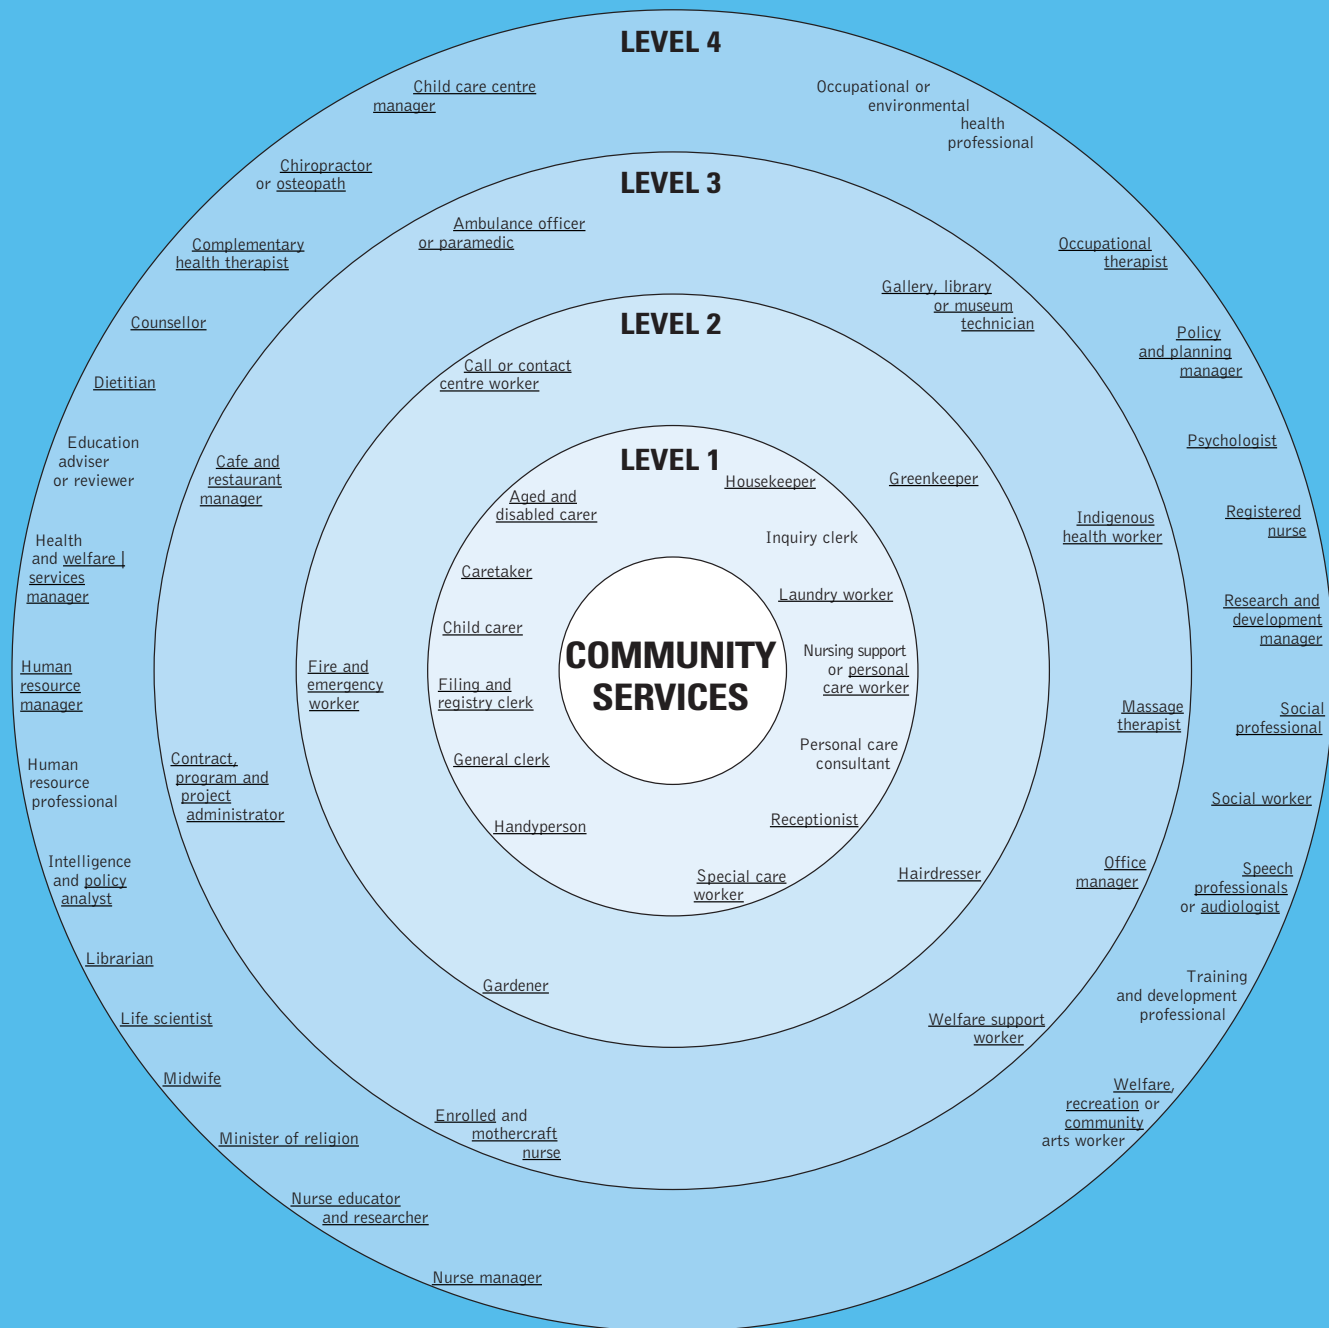 LEVEL 4
Child care centre
manager
Chiropractor
or osteopath
Complementary
health therapist
Counsellor
Dietitian
Education
adviser
or reviewer
Health
and welfare |
services
manager
Human
resource
manager
Human
resource
professional
Intelligence
and policy
analyst
Librarian
Life scientist
Midwife
Minister of religion
Nurse educator
and researcher
Nurse manager
Occupational or
environmental
health
professional
Occupational
therapist
Policy
and planning
manager
Psychologist
Registered
nurse
Research and
development
manager
Social
professional
Social worker
Speech
professionals
or audiologist
Training
and development
professional
Welfare,
recreation or
community
arts worker
LEVEL 3
Ambulance officer
or paramedic
Cafe and
restaurant
manager
Contract,
program and
project
administrator
Enrolled and
mothercraft
nurse
Gallery, library
or museum
technician
Indigenous
health worker
Massage
therapist
Office
manager
Welfare support
worker
LEVEL 2
Call or contact
centre worker
Fire and
emergency
worker
Gardener
Greenkeeper
Hairdresser
LEVEL 1
Aged and
disabled carer
Caretaker
Child carer
Filing and
registry clerk
General clerk
Handyperson
Housekeeper
Inquiry clerk
Laundry worker
Nursing support
or personal
care worker
Personal care
consultant
Receptionist
Special care
worker
COMMUNITY
SERVICES